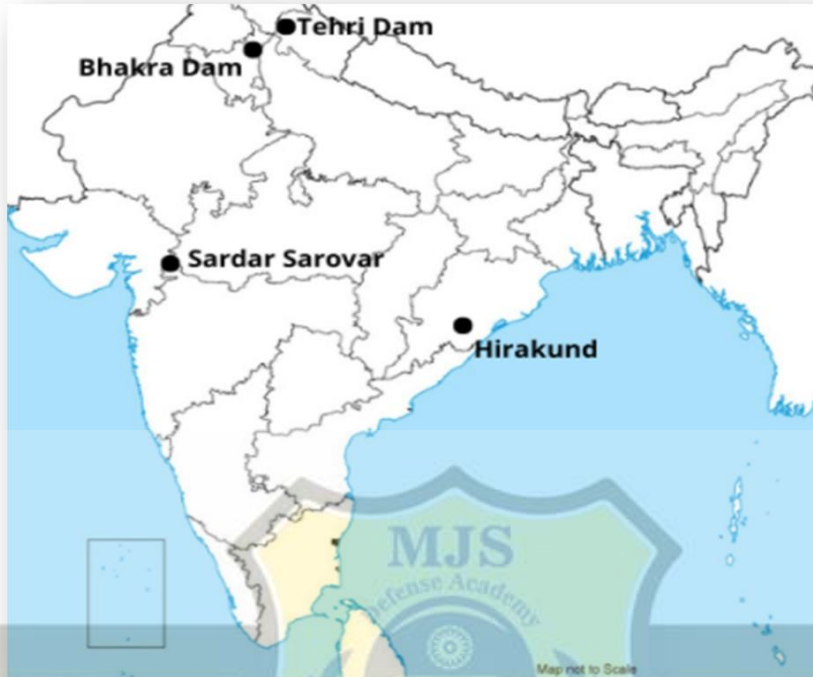 Tehri Dam
Bhakra Dam
Sardar Sarovar
Hirakund
MJS
Defense Academy
Map not to Scale